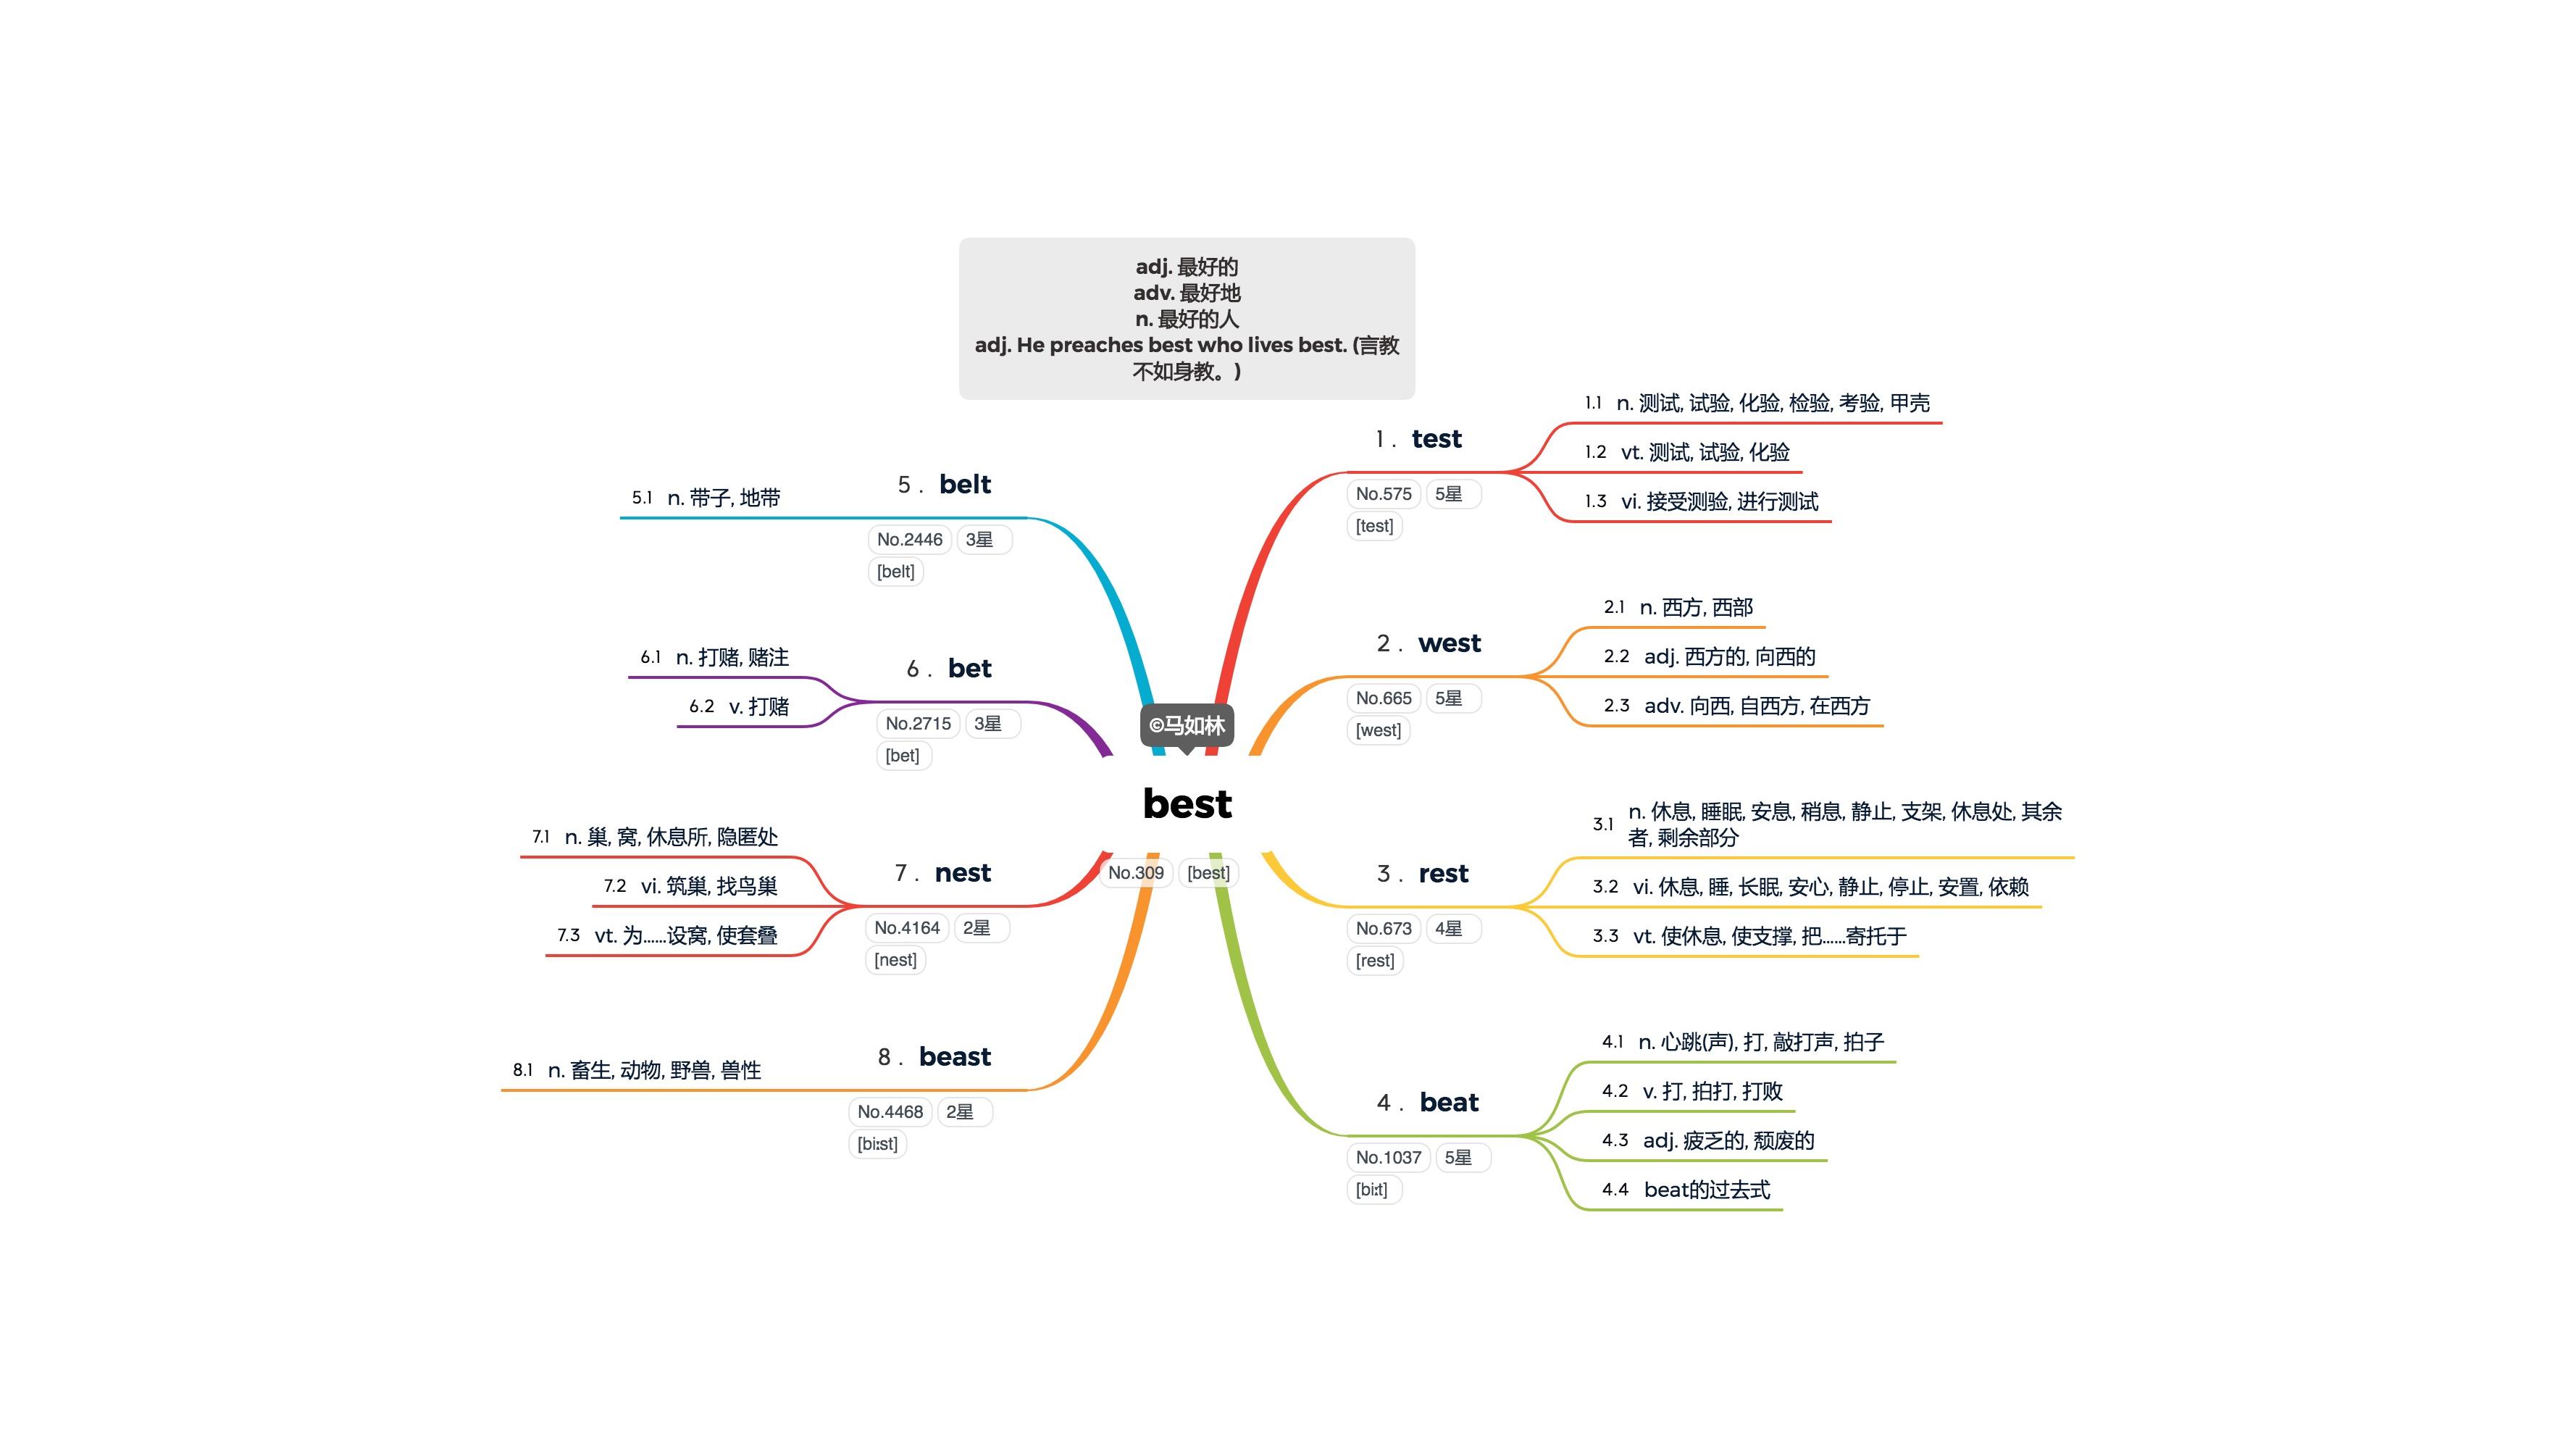 adj. 最好的
adv. 最好地
n. 最好的人
adj. He preaches best who lives best. (言教
不如身教。)
©马如林
best
No.309 [best]
1 . test
No.575 5星
[test]
1.1 n. 测试, 试验, 化验, 检验, 考验, 甲壳
1.2 vt. 测试, 试验, 化验
1.3 vi. 接受测验, 进行测试
2 . west
No.665 5星
[west]
2.1 n. 西方, 西部
2.2 adj. 西方的, 向西的
2.3 adv. 向西, 自西方, 在西方
3 . rest
No.673 4星
[rest]
3.1 n. 休息, 睡眠, 安息, 稍息, 静止, 支架, 休息处, 其余
者, 剩余部分
3.2 vi. 休息, 睡, 长眠, 安心, 静止, 停止, 安置, 依赖
3.3 vt. 使休息, 使支撑, 把……寄托于
4 . beat
No.1037 5星
[biːt]
4.1 n. 心跳(声), 打, 敲打声, 拍子
4.2 v. 打, 拍打, 打败
4.3 adj. 疲乏的, 颓废的
4.4 beat的过去式
5 . belt
No.2446 3星
[belt]
5.1 n. 带子, 地带
6 . bet
No.2715 3星
[bet]
6.1 n. 打赌, 赌注
6.2 v. 打赌
7 . nest
No.4164 2星
[nest]
7.1 n. 巢, 窝, 休息所, 隐匿处
7.2 vi. 筑巢, 找鸟巢
7.3 vt. 为……设窝, 使套叠
8 . beast
No.4468 2星
[biːst]
8.1 n. 畜生, 动物, 野兽, 兽性